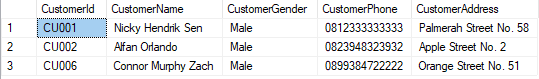 CustomerId CustomerName CustomerGender CustomerPhone CustomerAddress
1 CU001 Nicky Hendrik Sen Male 0812333333333 Palmerah Street No. 58
2 CU002 Alfan Orlando Male 0823948323932 Apple Street No. 2
3 CU006 Connor Murphy Zach Male 0899384722222 Orange Street No. 51